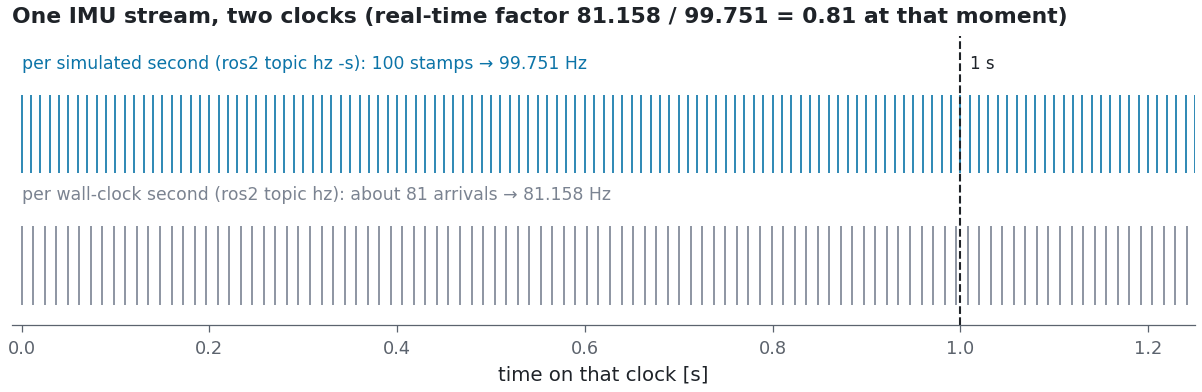 One IMU stream, two clocks (real-time factor 81.158 / 99.751 = 0.81 at that moment)
per simulated second (ros2 topic hz -s): 100 stamps → 99.751 Hz
1 s
per wall-clock second (ros2 topic hz): about 81 arrivals → 81.158 Hz
0.0 0.2 0.4 0.6 0.8 1.0 1.2
time on that clock [s]